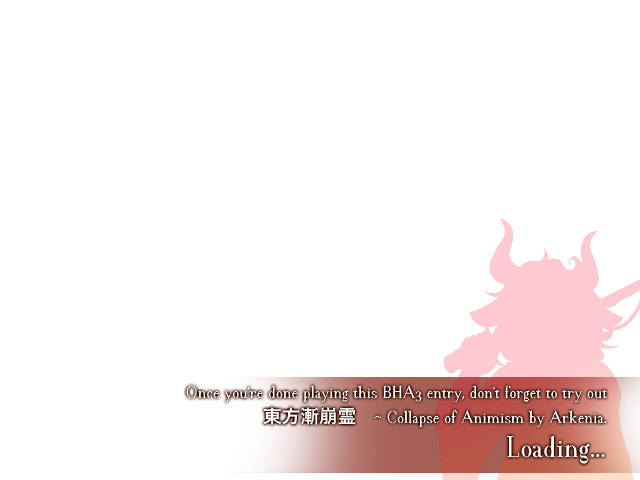 Once you're done playing this BHA3 entry, don't forget to try out
東方漸崩霊 ~ Collapse of Animism by Arkenia.
Loading...